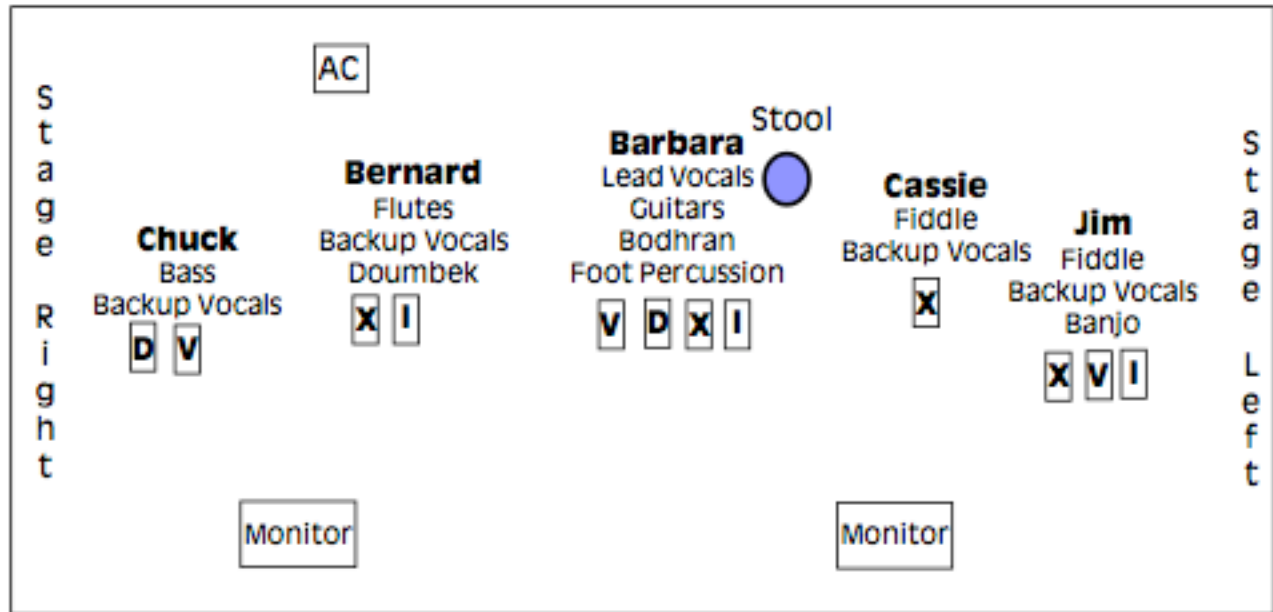 AC
Stage Right
Chuck
Bass
Backup Vocals
D V
Bernard
Flutes
Backup Vocals
Doumbek
X I
Barbara
Lead Vocals
Guitars
Bodhran
Foot Percussion
V D X I
Stool
Cassie
Fiddle
Backup Vocals
X
Jim
Fiddle
Backup Vocals
Banjo
X V I
Stage Left
Monitor
Monitor